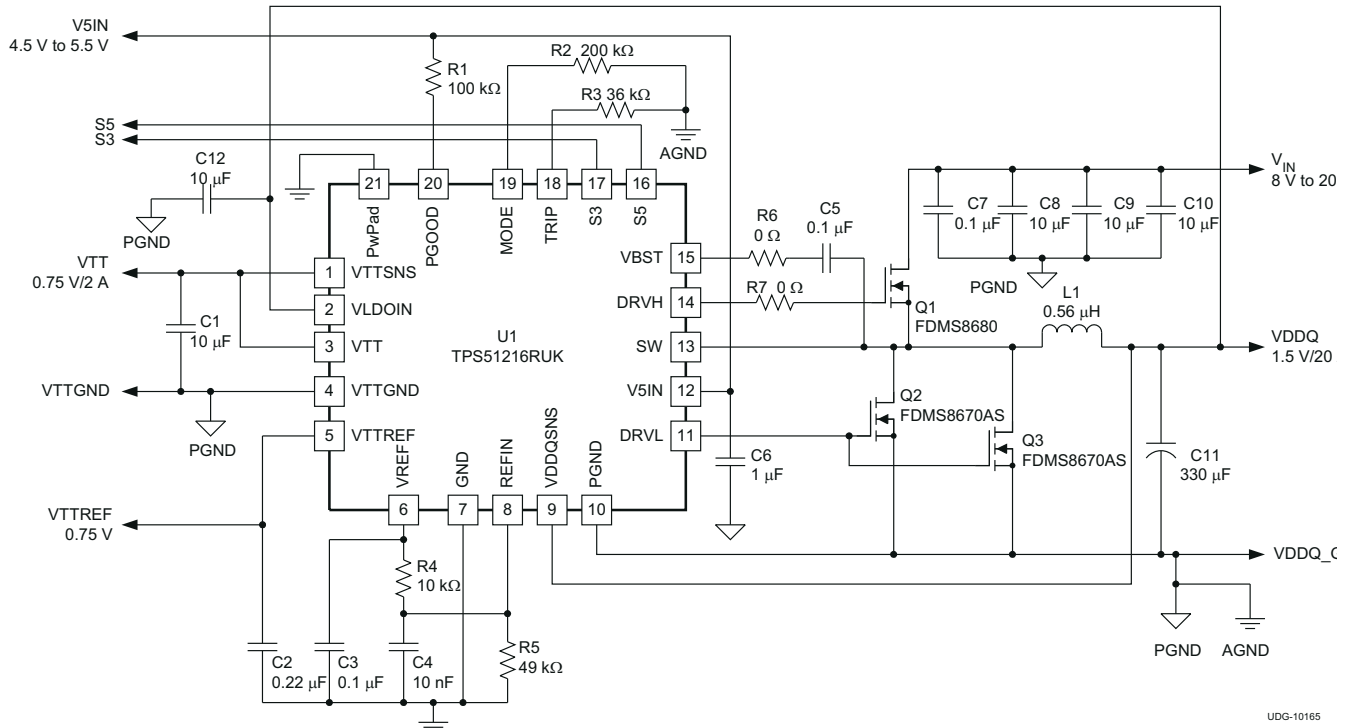 V5IN
4.5 V to 5.5 V
R1
100 kΩ
R2 200 kΩ
R3 36 kΩ
AGND
S5
S3
C12
10 µF
PGND
21
20
19
18
17
16
PwPad
PGOOD
MODE
TRIP
S3
S5
VTT
0.75 V/2 A
C1
10 µF
VTTGND
PGND
VTTREF
0.75 V
1 VTTSNS
2 VLDOIN
3 VTT
4 VTTGND
5 VTTREF
U1
TPS51216RUK
VBST 15
DRVH 14
SW 13
V5IN 12
DRVL 11
VREF
GND
REFIN
VDDQSNS
PGND
6
7
8
9
10
R6
0 Ω
C5
0.1 µF
R7 0 Ω
Q1
FDMS8680
C7
0.1 µF
C8
10 µF
C9
10 µF
C10
10 µF
PGND
VIN
8 V to 20
L1
0.56 µH
VDDQ
1.5 V/20
Q2
FDMS8670AS
Q3
FDMS8670AS
C6
1 µF
C11
330 µF
VDDQ_
PGND
AGND
R4
10 kΩ
R5
49 kΩ
C2
0.22 µF
C3
0.1 µF
C4
10 nF
UDG-10165